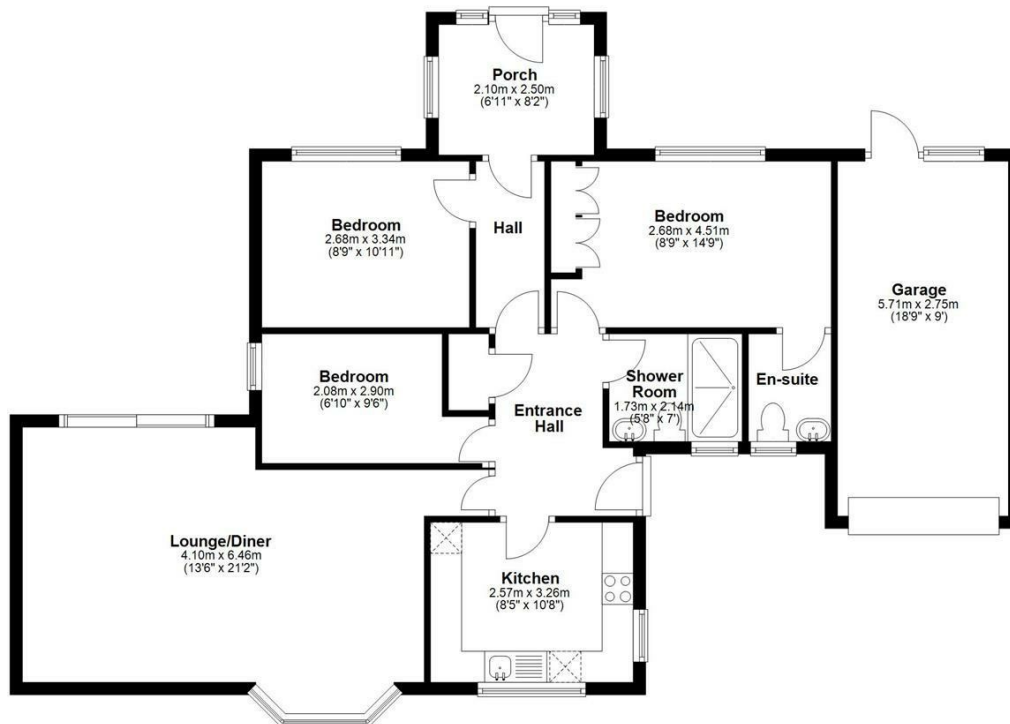 Porch
2.10m x 2.50m
(6'11" x 8'2")
Bedroom
2.68m x 3.34m
(8'9" x 10'11")
Hall
Bedroom
2.68m x 4.51m
(8'9" x 14'9")
Garage
5.71m x 2.75m
(18'9" x 9')
Bedroom
2.08m x 2.90m
(6'10" x 9'6")
Entrance
Hall
Shower
Room
1.73m x 2.14m
(5'8" x 7')
En-suite
Lounge/Diner
4.10m x 6.46m
(13'6" x 21'2")
Kitchen
2.57m x 3.26m
(8'5" x 10'8")